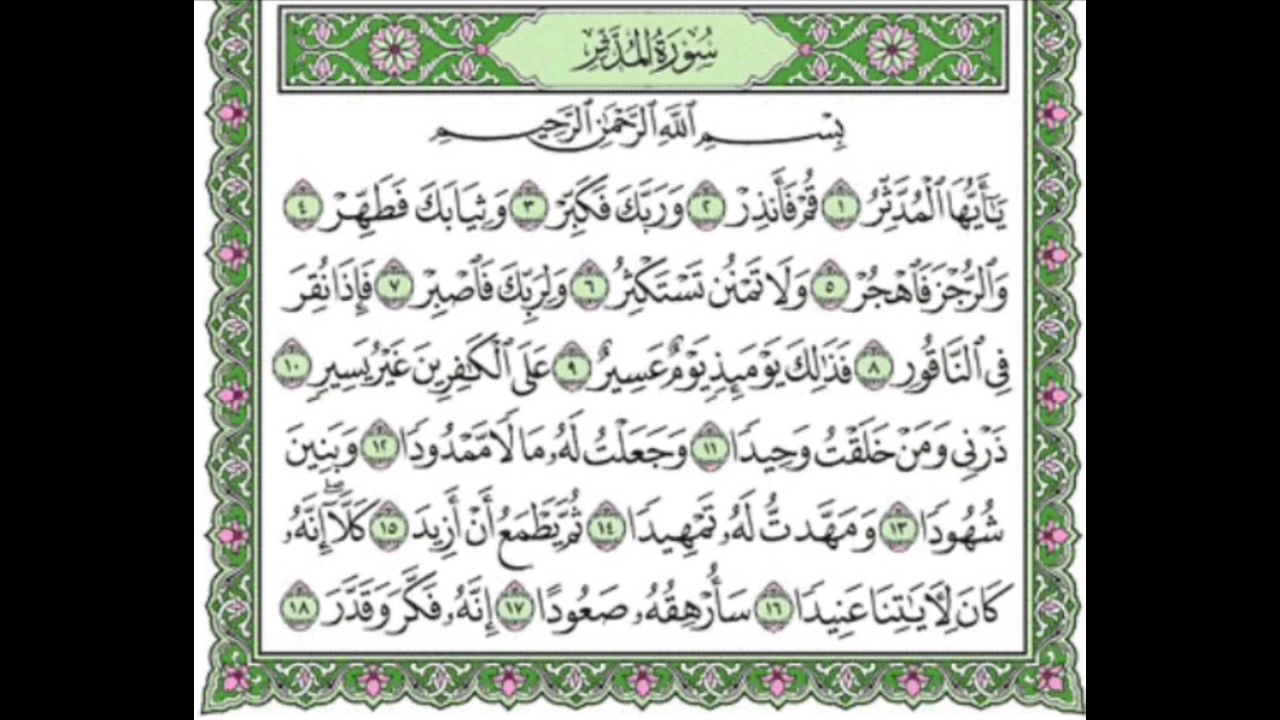 سُورَةُ المُدَّثِّر
بِسْمِ ٱللَّهِ ٱلرَّحْمَٰنِ ٱلرَّحِيمِ
يَٰٓأَيُّهَا ٱلْمُدَّثِّرُ ١ قُمْ فَأَنذِرْ ٢ وَرَبَّكَ فَكَبِّرْ ٣ وَثِيَابَكَ فَطَهِّرْ ٤
وَٱلرُّجْزَ فَٱهْجُرْ ٥ وَلَا تَمْنُن تَسْتَكْثِرُ ٦ وَلِرَبِّكَ فَٱصْبِرْ ٧ فَإِذَا نُقِرَ
فِى ٱلنَّاقُورِ ٨ فَذَٰلِكَ يَوْمَئِذٍ يَوْمٌ عَسِيرٌ ٩ عَلَى ٱلْكَٰفِرِينَ غَيْرُ يَسِيرٍ ١٠
ذَرْنِى وَمَنْ خَلَقْتُ وَحِيدًا ١١ وَجَعَلْتُ لَهُۥ مَالًا مَّمْدُودًا ١٢ وَبَنِينَ
شُهُودًا ١٣ وَمَهَّدتُّ لَهُۥ تَمْهِيدًا ١٤ ثُمَّ يَطْمَعُ أَنْ أَزِيدَ ١٥ كَلَّآ ۖ إِنَّهُۥ
كَانَ لِـَٔايَٰتِنَا عَنِيدًا ١٦ سَأُرْهِقُهُۥ صَعُودًا ١٧ إِنَّهُۥ فَكَّرَ وَقَدَّرَ ١٨